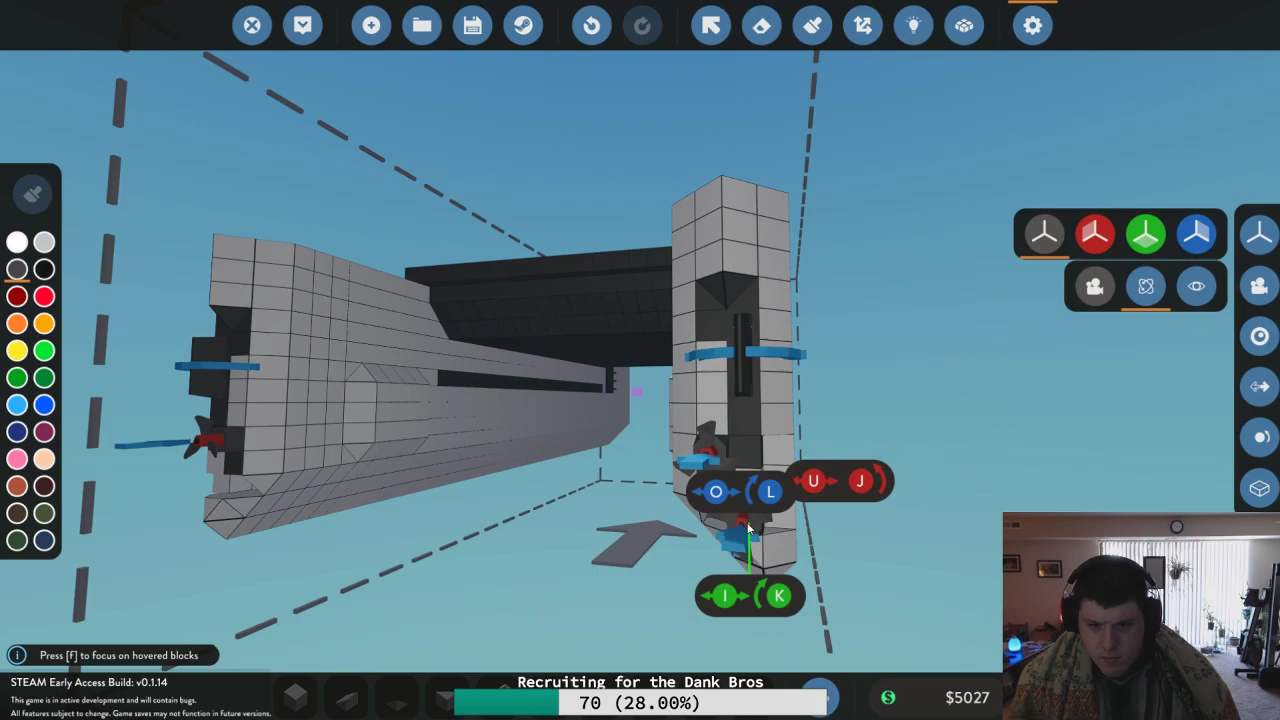 O
L
U
J
I
K
Press [f] to focus on hovered blocks
STEAM Early Access Build: v0.1.14
This game is in active development and will contain bugs.
All features subject to change. Game saves may not function in future versions.
Recruiting for the Dank Bros
70 (28.00%)
$
$5027